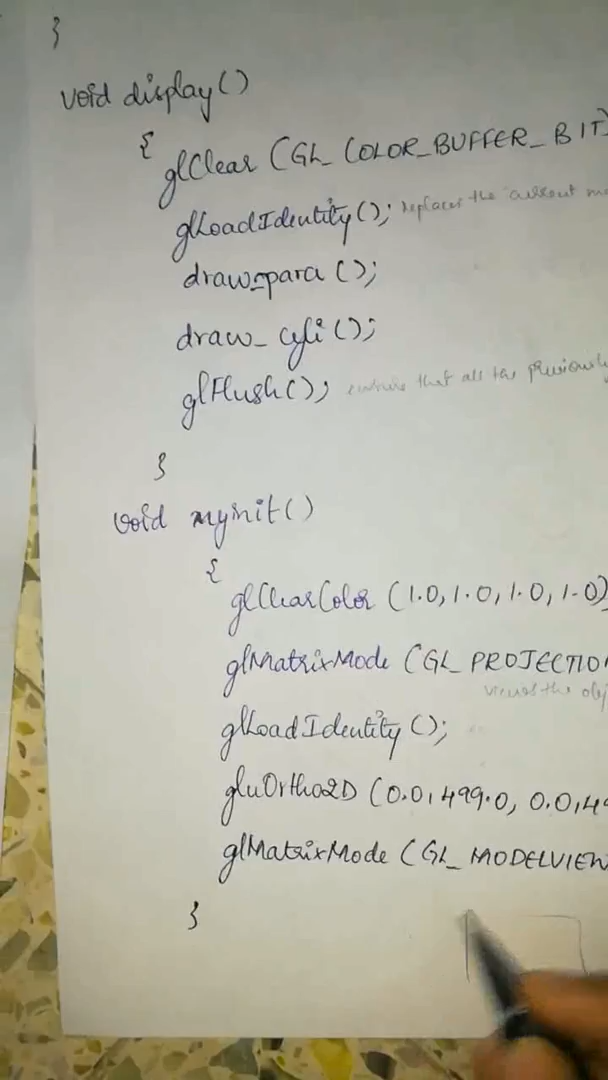 }
void display()
{
glClear (GL_COLOR_BUFFER_BIT)
glLoadIdentity(); replaces the current
draw_para ();
draw_cyli ();
glFlush(); ensure that all the previously
}
void myinit()
{
glClearColor (1.0, 1.0, 1.0, 1.0)
glMatrixMode (GL_PROJECTIO
views the obj
glLoadIdentity ();
gluOrtho2D (0.0, 499.0, 0.0, 4
glMatrixMode (GL_MODELVIEW
}